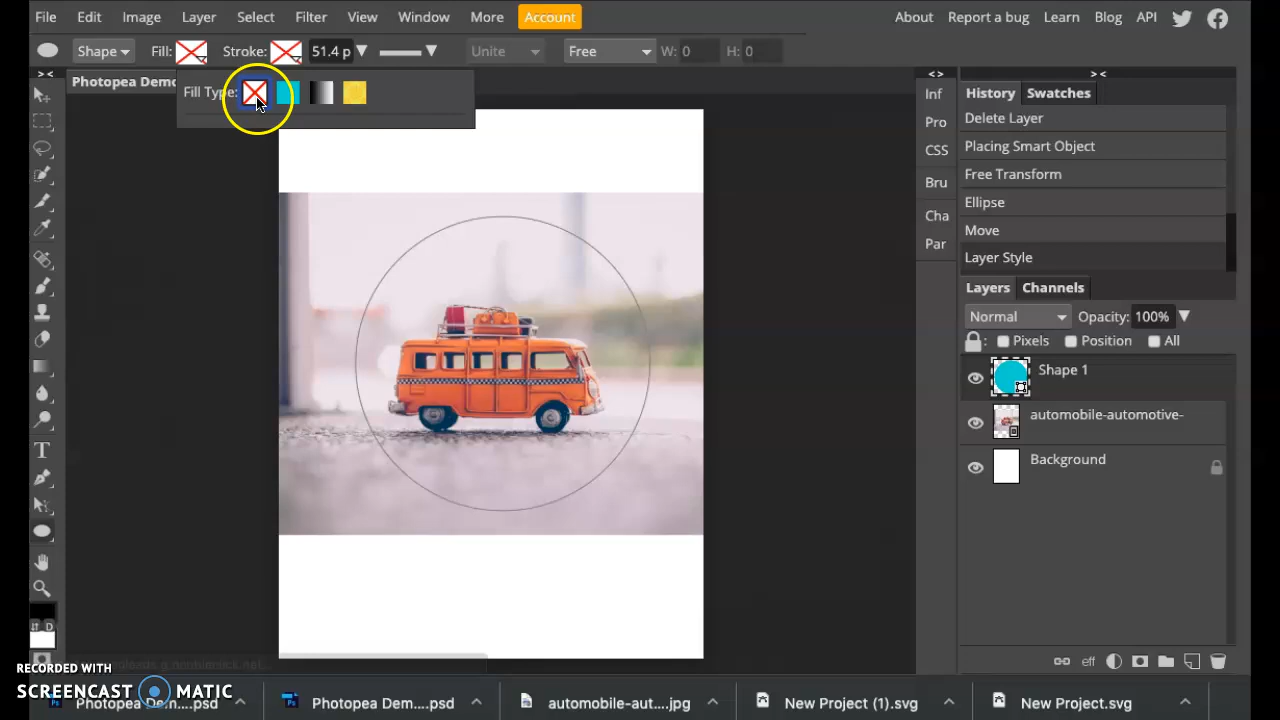 File Edit Image Layer Select Filter View Window More Account About Report a bug Learn Blog API
Shape Fill: Stroke: 51.4 p Unite Free W: 0 H: 0
Photopea Demo
Fill Type:
> <
< >
> <
Inf
Pro
CSS
Bru
Cha
Par
History Swatches
Delete Layer
Placing Smart Object
Free Transform
Ellipse
Move
Layer Style
Layers Channels
Normal Opacity: 100%
: Pixels Position All
Shape 1
automobile-automotive-
Background
T
D
eff
RECORDED WITH
SCREENCAST MATIC
Photopea Dem....psd Photopea Dem....psd automobile-aut....jpg New Project (1).svg New Project.svg